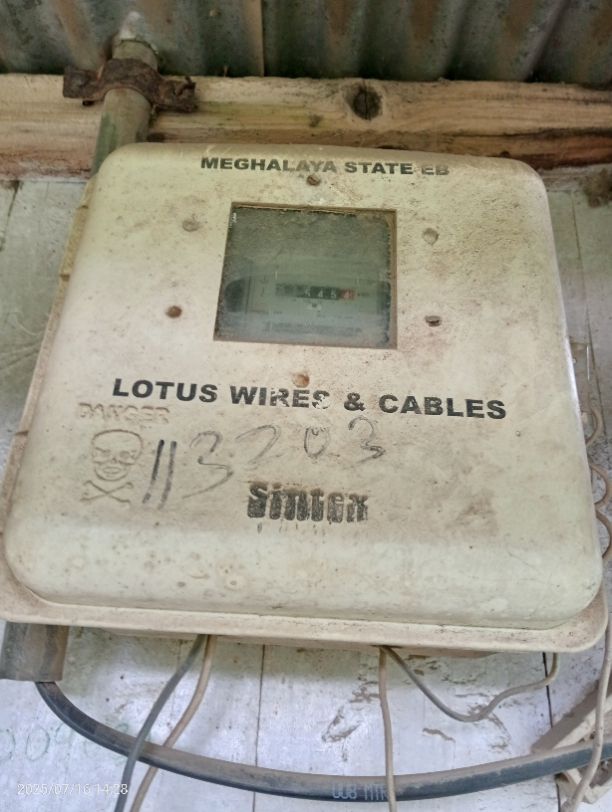 MEGHALAYA STATE EB
LOTUS WIRES & CABLES
DANGER
113203
Sintex
2025/07/16 14:28